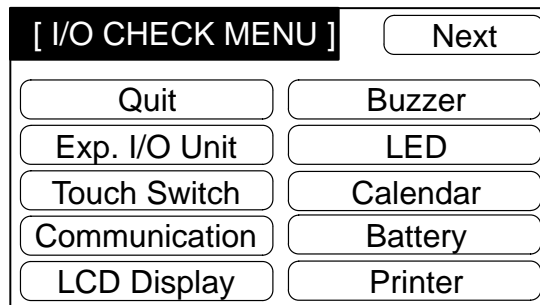 [ I/O CHECK MENU ] Next
Quit Buzzer
Exp. I/O Unit LED
Touch Switch Calendar
Communication Battery
LCD Display Printer